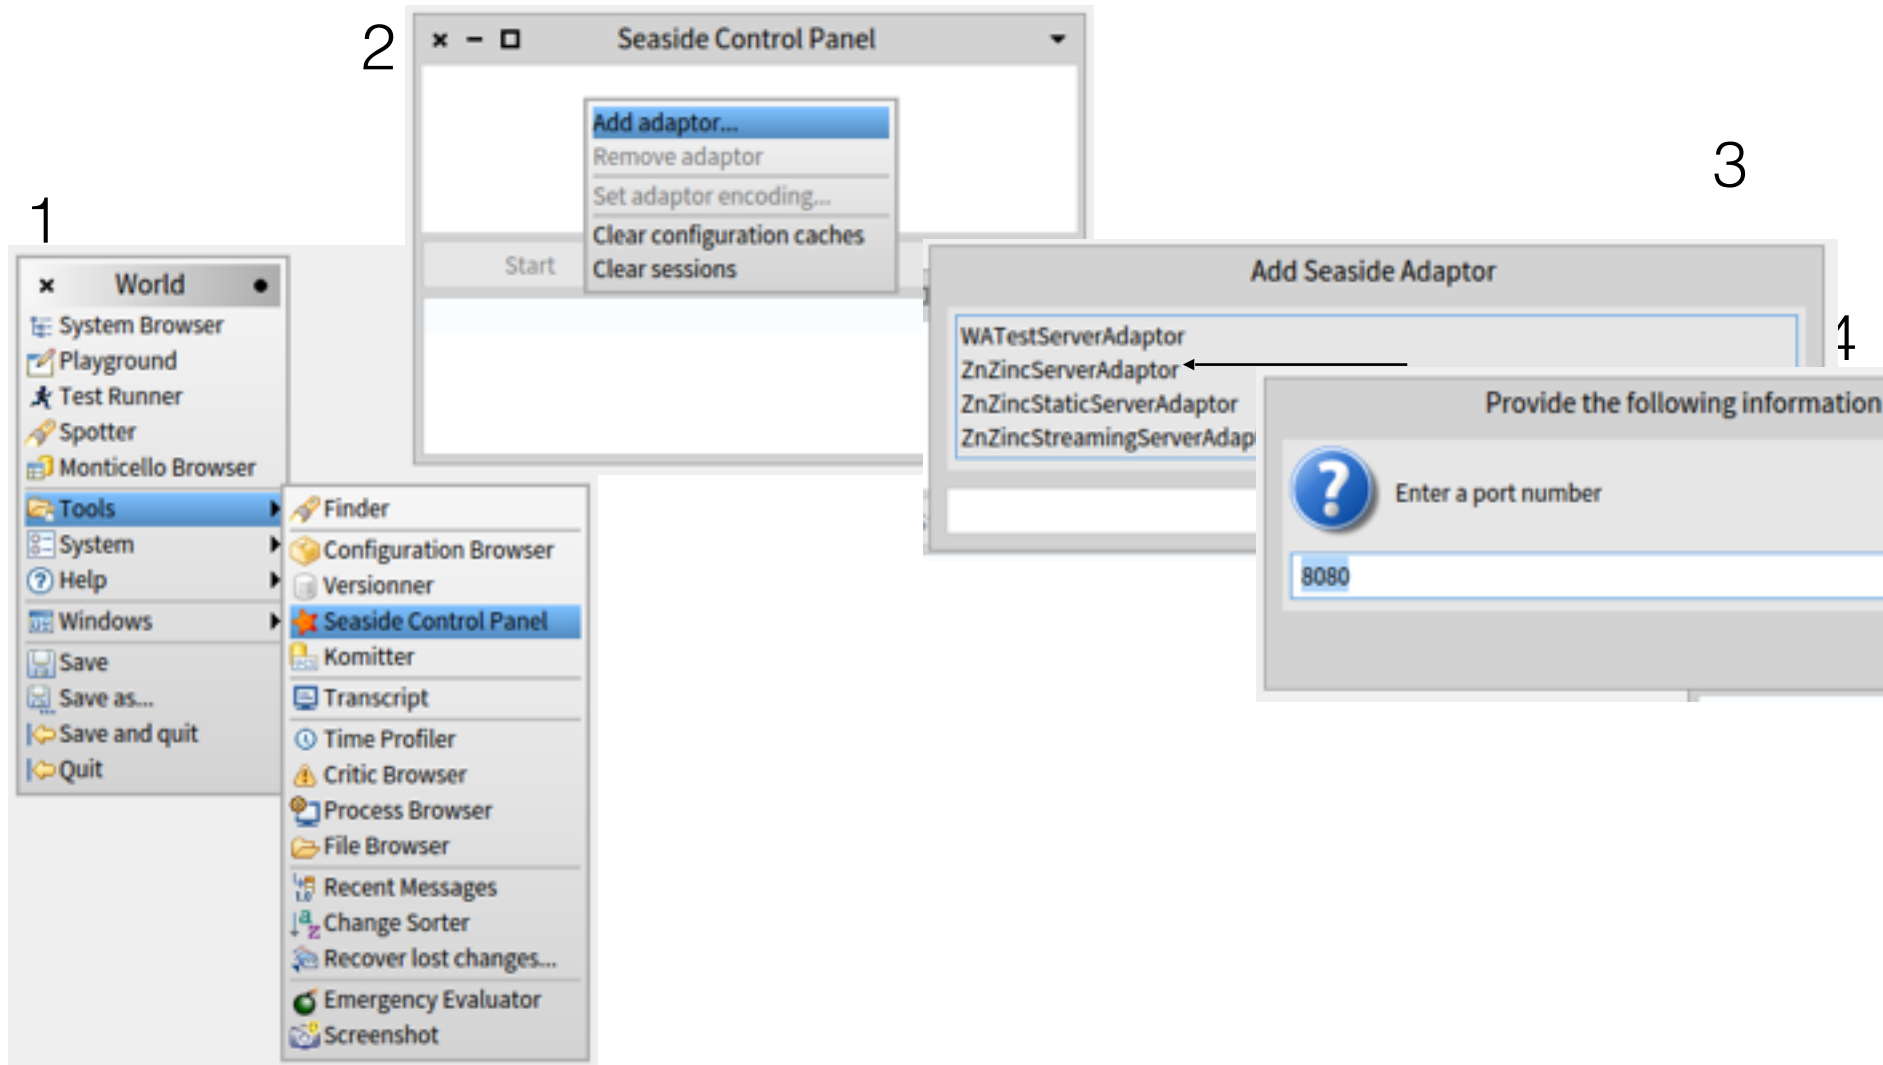 1
World
System Browser
Playground
Test Runner
Spotter
Monticello Browser
Tools
System
Help
Windows
Save
Save as...
Save and quit
Quit
Finder
Configuration Browser
Versionner
Seaside Control Panel
Komitter
Transcript
Time Profiler
Critic Browser
Process Browser
File Browser
Recent Messages
Change Sorter
Recover lost changes...
Emergency Evaluator
Screenshot
2
Seaside Control Panel
Add adaptor...
Remove adaptor
Set adaptor encoding...
Clear configuration caches
Clear sessions
Start
3
Add Seaside Adaptor
WATestServerAdaptor
ZnZincServerAdaptor
ZnZincStaticServerAdaptor
ZnZincStreamingServerAdap
4
Provide the following information
Enter a port number
8080